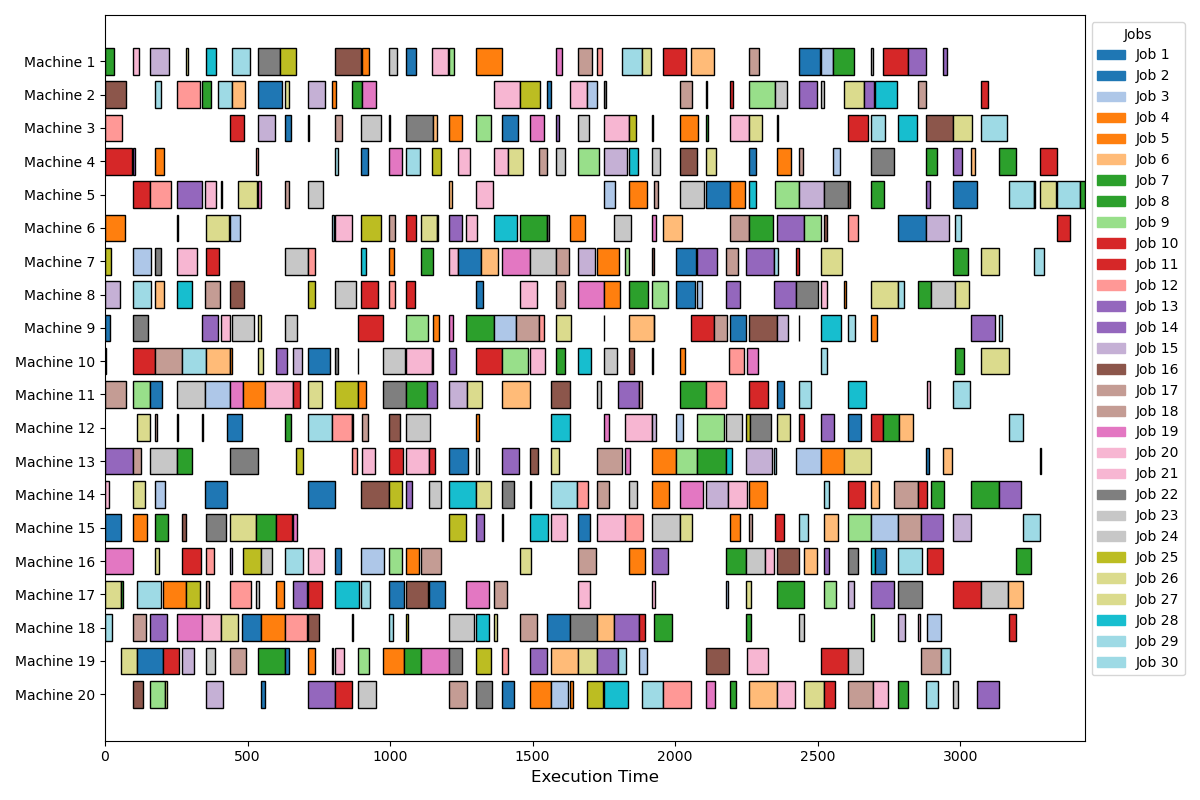 Machine 1
Machine 2
Machine 3
Machine 4
Machine 5
Machine 6
Machine 7
Machine 8
Machine 9
Machine 10
Machine 11
Machine 12
Machine 13
Machine 14
Machine 15
Machine 16
Machine 17
Machine 18
Machine 19
Machine 20
0 500 1000 1500 2000 2500 3000
Execution Time
Jobs
Job 1
Job 2
Job 3
Job 4
Job 5
Job 6
Job 7
Job 8
Job 9
Job 10
Job 11
Job 12
Job 13
Job 14
Job 15
Job 16
Job 17
Job 18
Job 19
Job 20
Job 21
Job 22
Job 23
Job 24
Job 25
Job 26
Job 27
Job 28
Job 29
Job 30